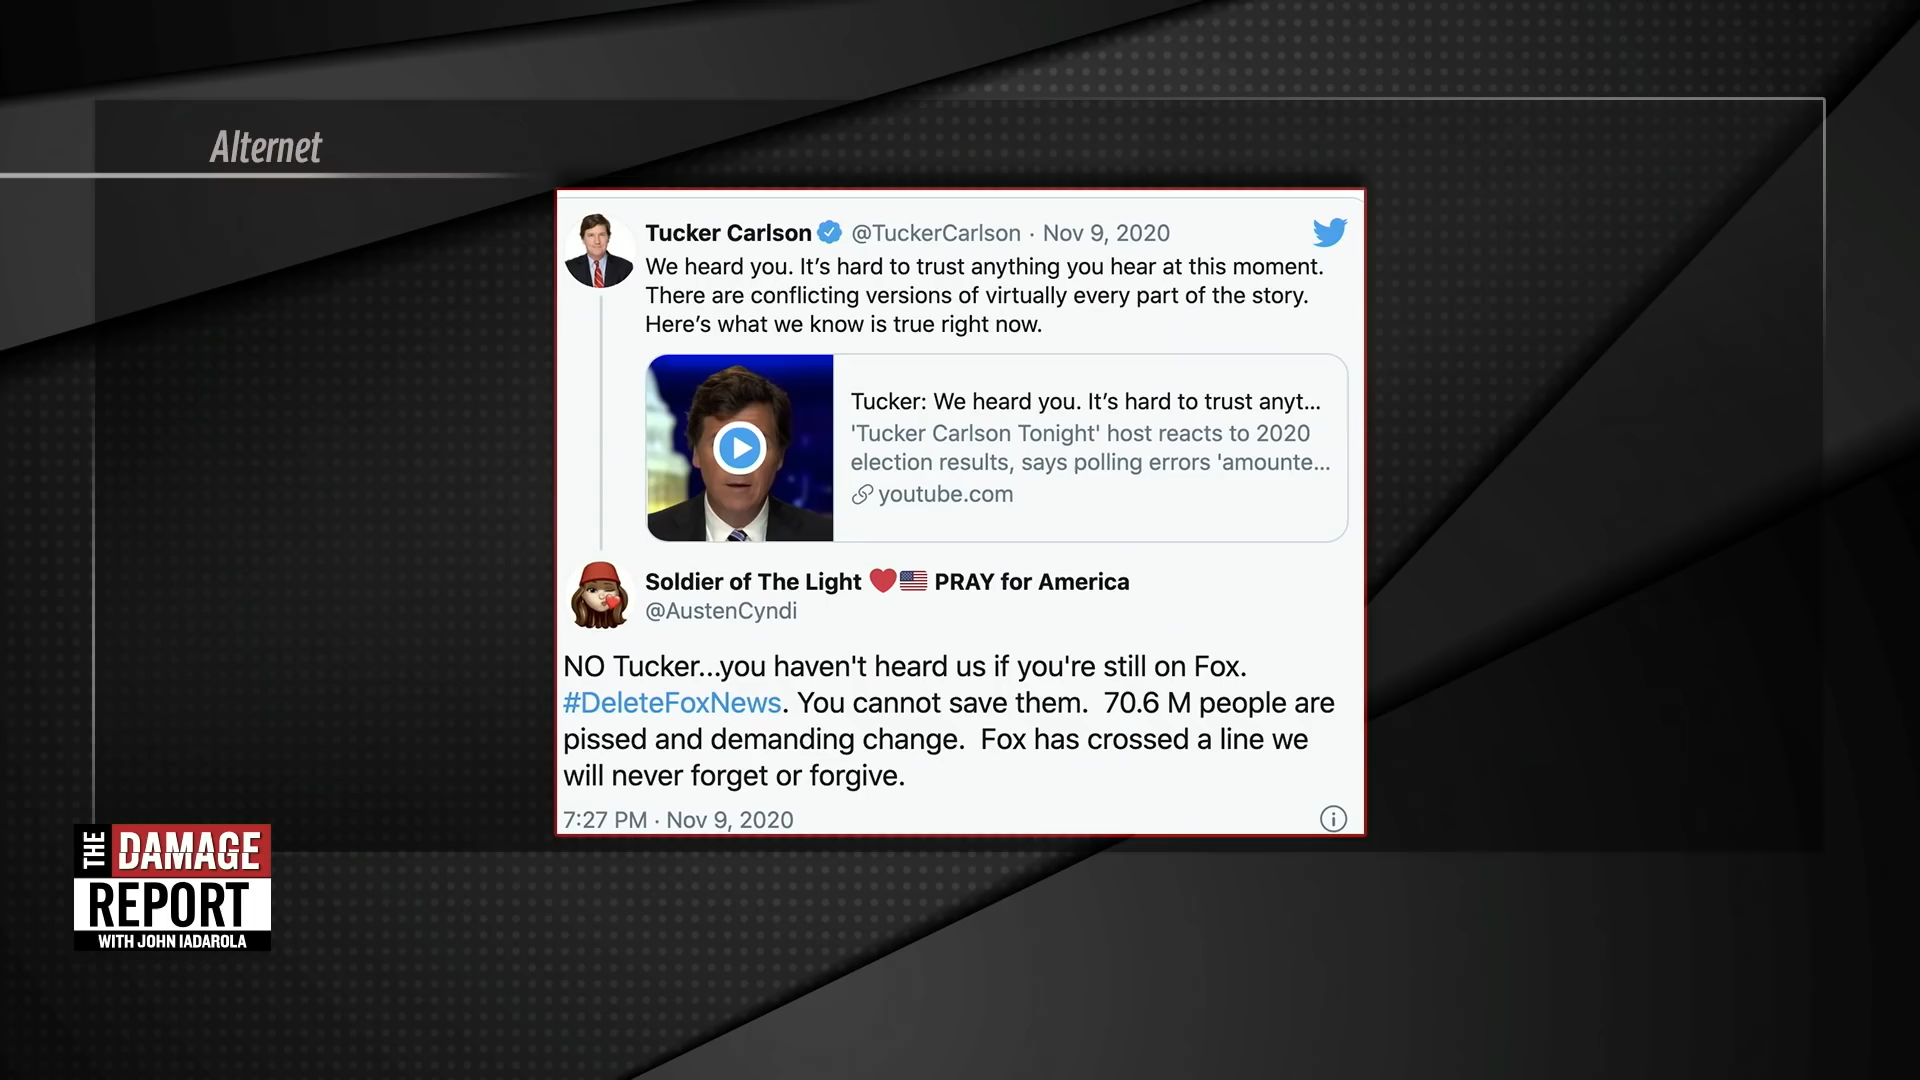 Alternet
Tucker Carlson @TuckerCarlson · Nov 9, 2020
We heard you. It’s hard to trust anything you hear at this moment.
There are conflicting versions of virtually every part of the story.
Here’s what we know is true right now.
Tucker: We heard you. It’s hard to trust anyt...
'Tucker Carlson Tonight' host reacts to 2020
election results, says polling errors 'amounte...
youtube.com
Soldier of The Light ❤️🇺🇸 PRAY for America
@AustenCyndi
NO Tucker...you haven't heard us if you're still on Fox.
#DeleteFoxNews. You cannot save them. 70.6 M people are
pissed and demanding change. Fox has crossed a line we
will never forget or forgive.
7:27 PM · Nov 9, 2020
THE DAMAGE
REPORT
WITH JOHN IADAROLA